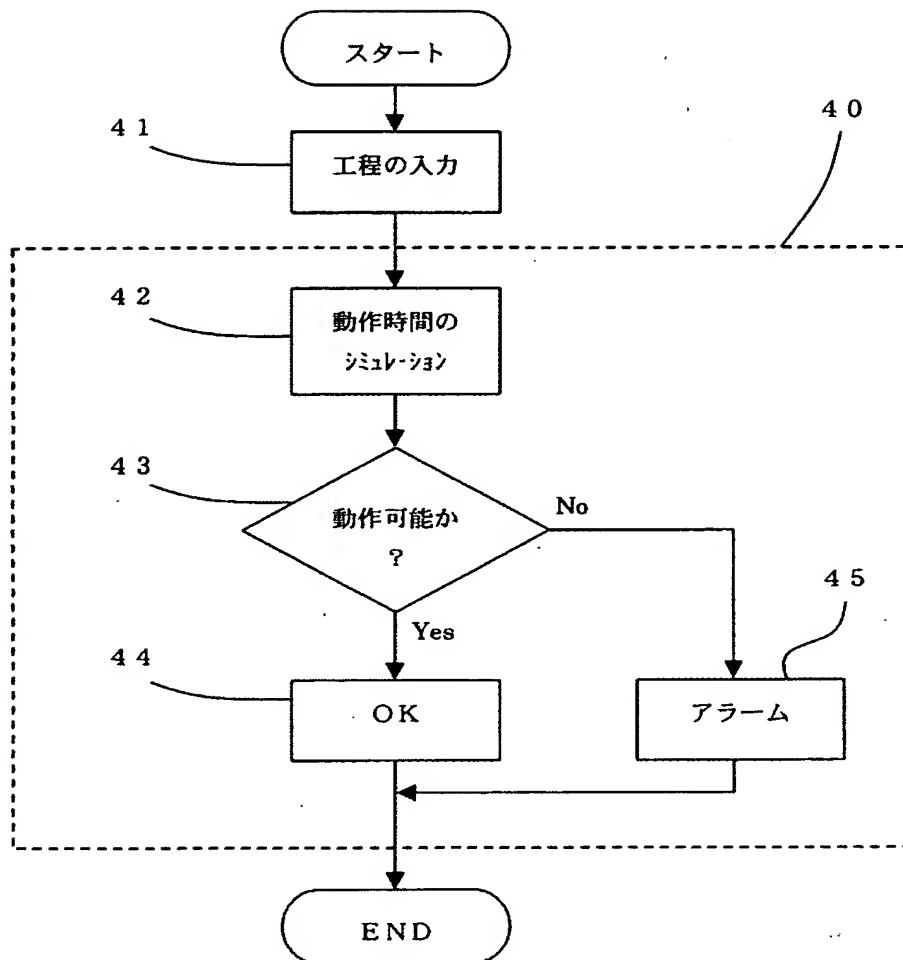 スタート
４１
４０
工程の入力
４２
動作時間の
ｼﾐｭﾚｰｼｮﾝ
４３
動作可能か
？
No
４５
Yes
４４
ＯＫ
アラーム
ＥＮＤ